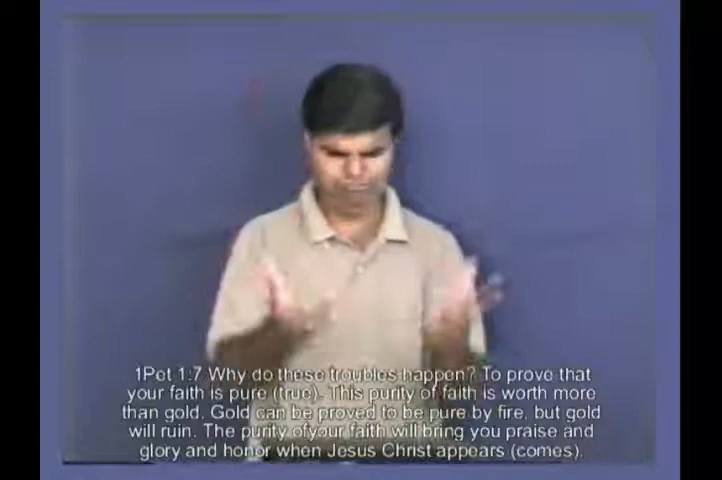 1Pet 1:7 Why do these troubles happen? To prove that
your faith is pure (true). This purity of faith is worth more
than gold. Gold can be proved to be pure by fire, but gold
will ruin. The purity of your faith will bring you praise and
glory and honor when Jesus Christ appears (comes).